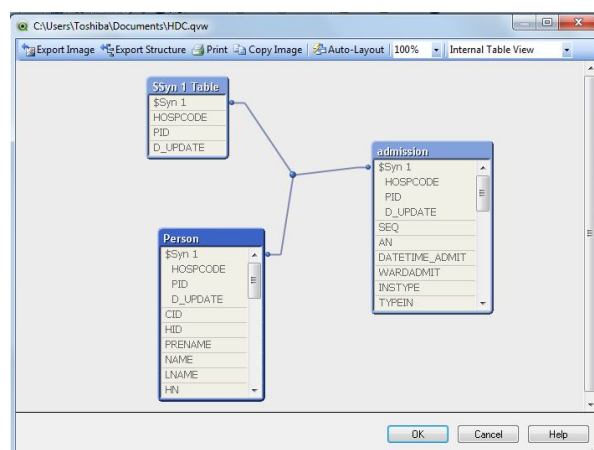 C:\Users\Toshiba\Documents\HDC.qvw
Export Image Export Structure Print Copy Image Auto-Layout 100% Internal Table View
$Syn 1 Table
$Syn 1
HOSPCODE
PID
D_UPDATE
admission
$Syn 1
HOSPCODE
PID
D_UPDATE
SEQ
AN
DATETIME_ADMIT
WARDADMIT
INSTYPE
TYPEIN
Person
$Syn 1
HOSPCODE
PID
D_UPDATE
CID
HID
PRENAME
NAME
LNAME
HN
OK Cancel Help